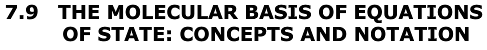 7.9 THE MOLECULAR BASIS OF EQUATIONS
OF STATE: CONCEPTS AND NOTATION